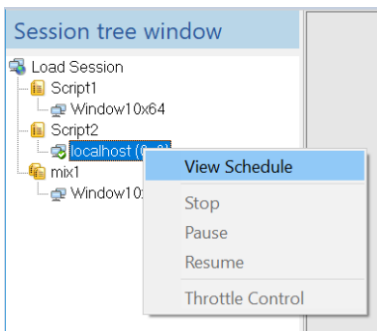 Session tree window
Load Session
Script1
Window10x64
Script2
localhost
mix1
View Schedule
Stop
Pause
Resume
Throttle Control